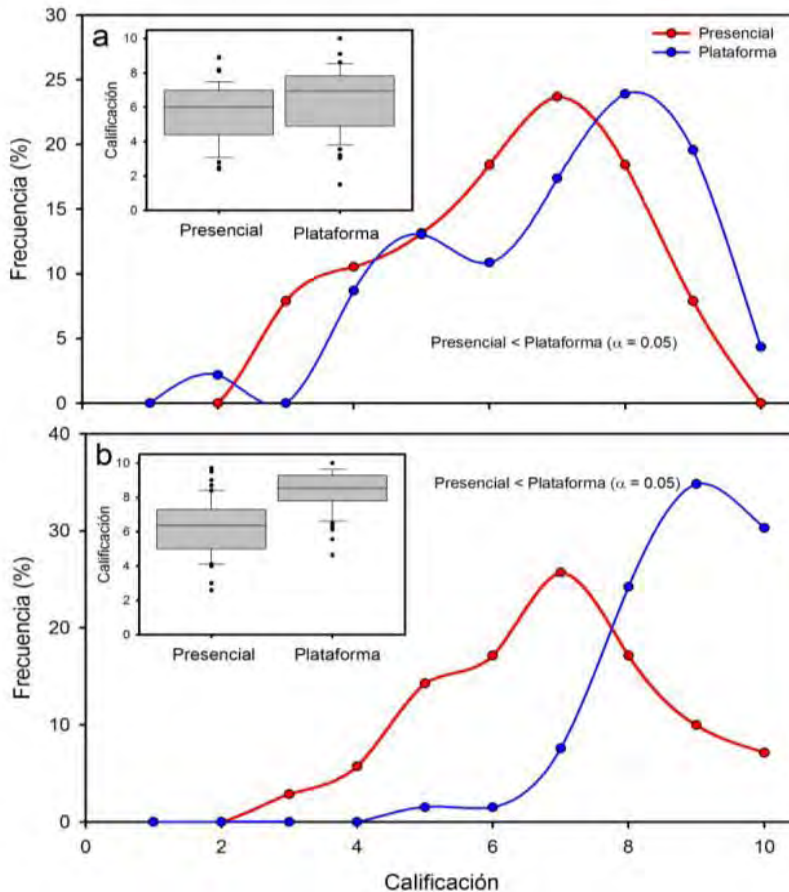 30
25
20
15
10
5
0
Frecuencia (%)
a
10
8
6
4
2
0
Calificación
Presencial
Plataforma
Presencial
Plataforma
Presencial < Plataforma (α = 0.05)
40
30
20
10
0
Frecuencia (%)
b
10
8
6
4
2
0
Calificación
Presencial
Plataforma
Presencial < Plataforma (α = 0.05)
0 2 4 6 8 10
Calificación